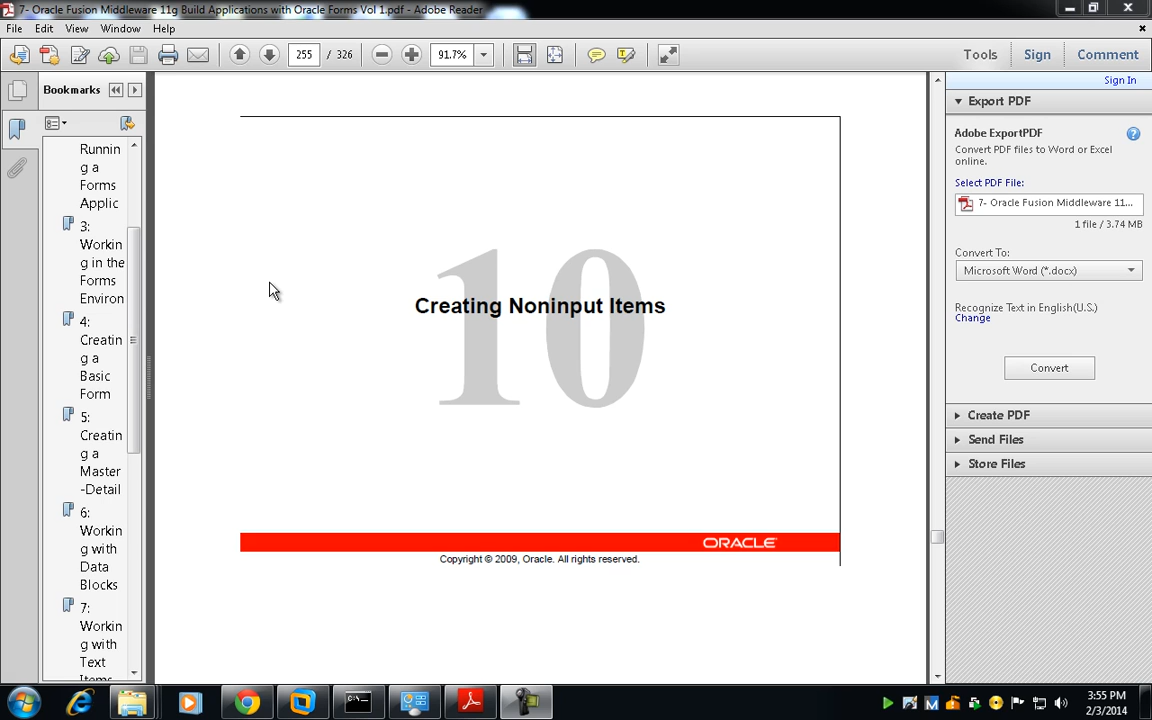 7- Oracle Fusion Middleware 11g Build Applications with Oracle Forms Vol 1.pdf - Adobe Reader
File Edit View Window Help
255 / 326 91.7% Tools Sign Comment
Sign In
Bookmarks
Runnin
g a
Forms
Applic
3:
Workin
g in the
Forms
Environ
4:
Creatin
g a
Basic
Form
5:
Creatin
g a
Master
-Detail
6:
Workin
g with
Data
Blocks
7:
Workin
g with
Text
Items
10
Creating Noninput Items
ORACLE
Copyright © 2009, Oracle. All rights reserved.
Export PDF
Adobe ExportPDF
Convert PDF files to Word or Excel
online.
Select PDF File:
7- Oracle Fusion Middleware 11...
1 file / 3.74 MB
Convert To:
Microsoft Word (*.docx)
Recognize Text in English(U.S.)
Change
Convert
Create PDF
Send Files
Store Files
3:55 PM
2/3/2014